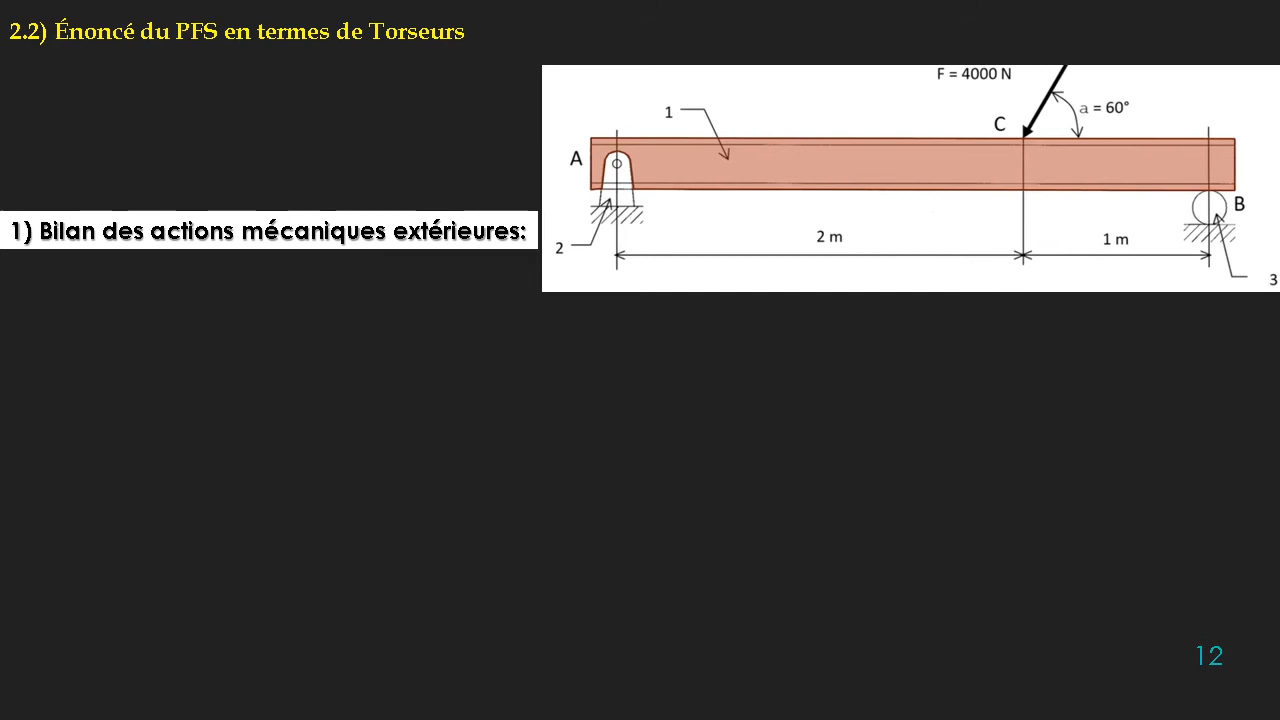 2.2) Énoncé du PFS en termes de Torseurs
F = 4000 N
a = 60°
1
C
A
1) Bilan des actions mécaniques extérieures:
B
2 m
1 m
2
3
12